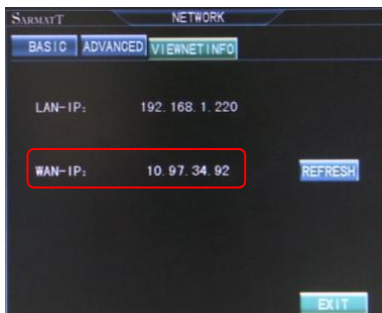 SARMATT
NETWORK
BASIC ADVANCED VIEWNETINFO
LAN-IP: 192.168.1.220
WAN-IP: 10.97.34.92
REFRESH
EXIT